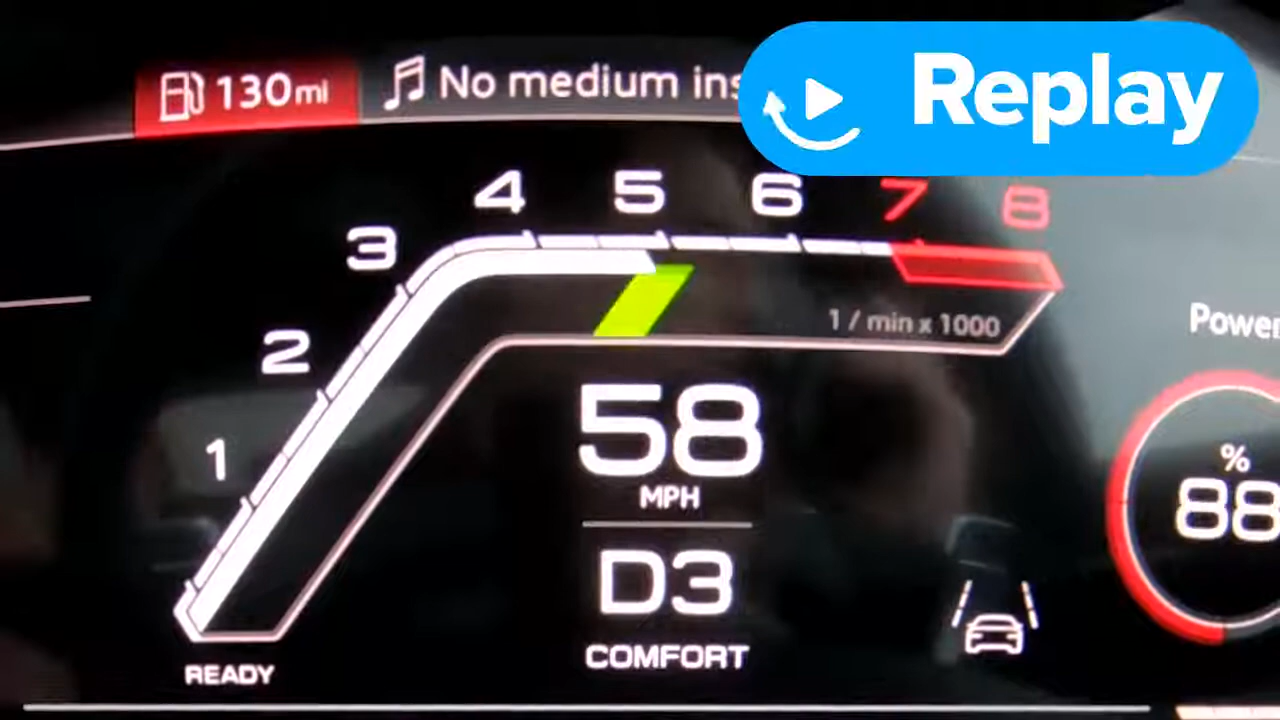 130mi
No medium ins
Replay
4 5 6 7 8
3
2
1
1 / min x 1000
58
MPH
D3
COMFORT
READY
Power
%
88